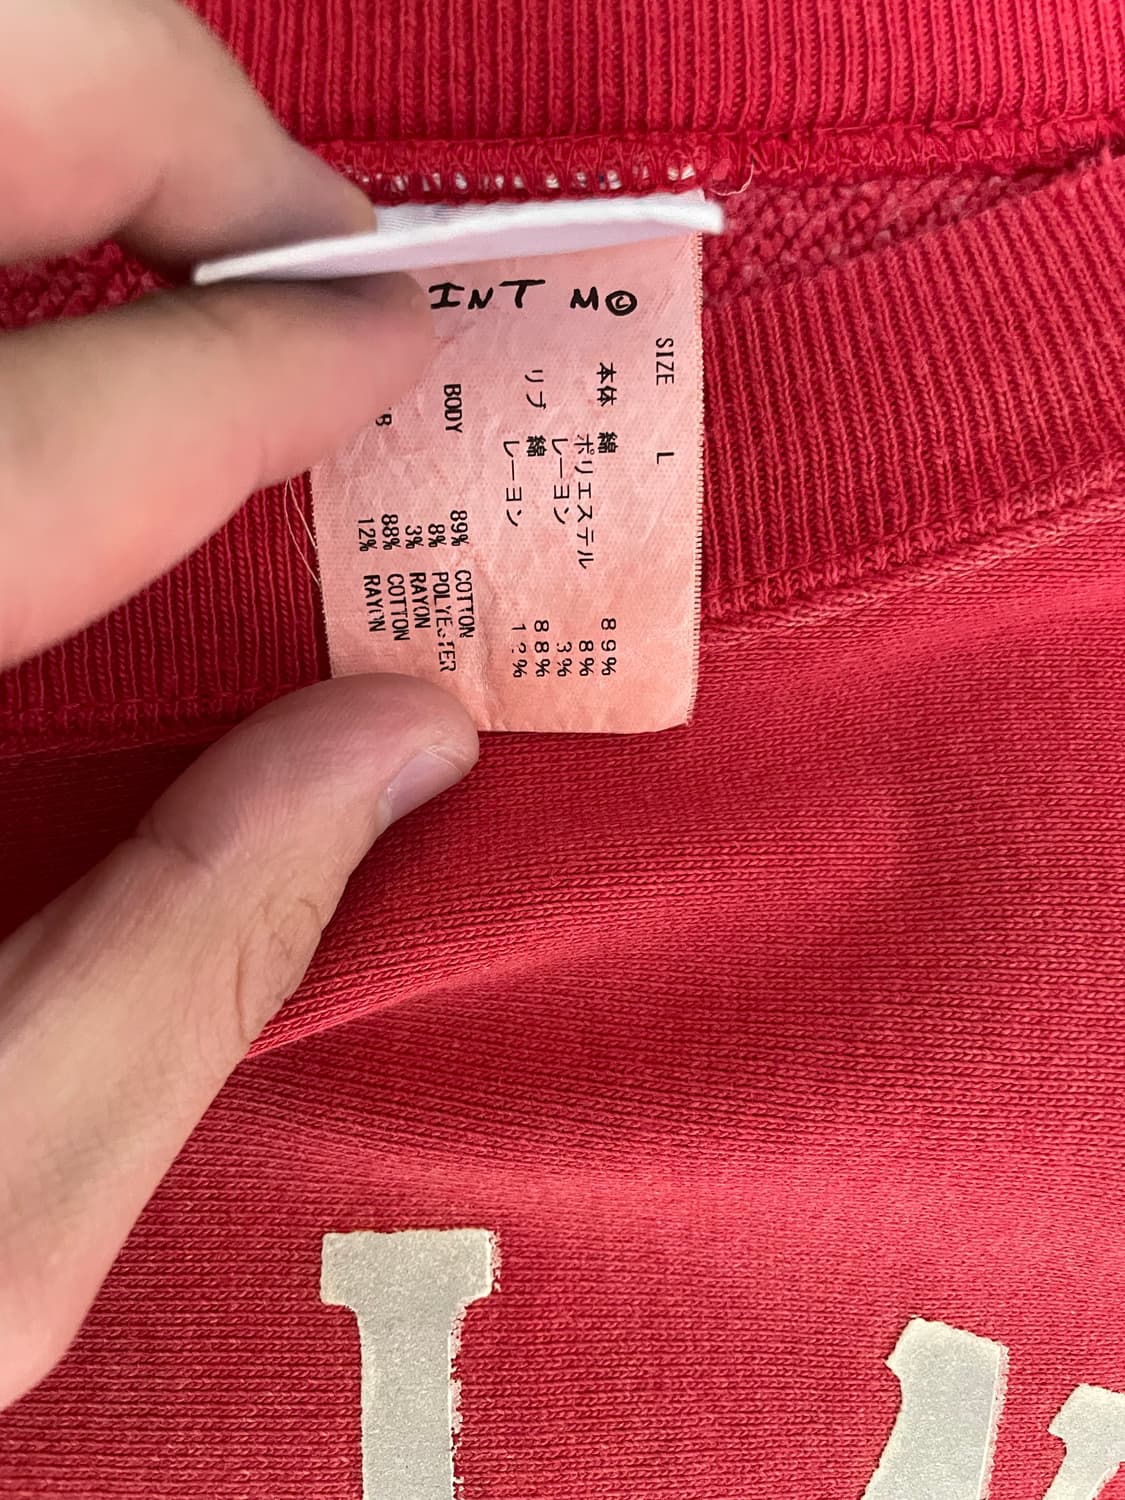 INT M©
SIZE L
本体 綿 89%
ポリエステル 8%
レーヨン 3%
リブ 綿 88%
レーヨン 12%
BODY 89% COTTON
8% POLYESTER
3% RAYON
B 88% COTTON
12% RAYON